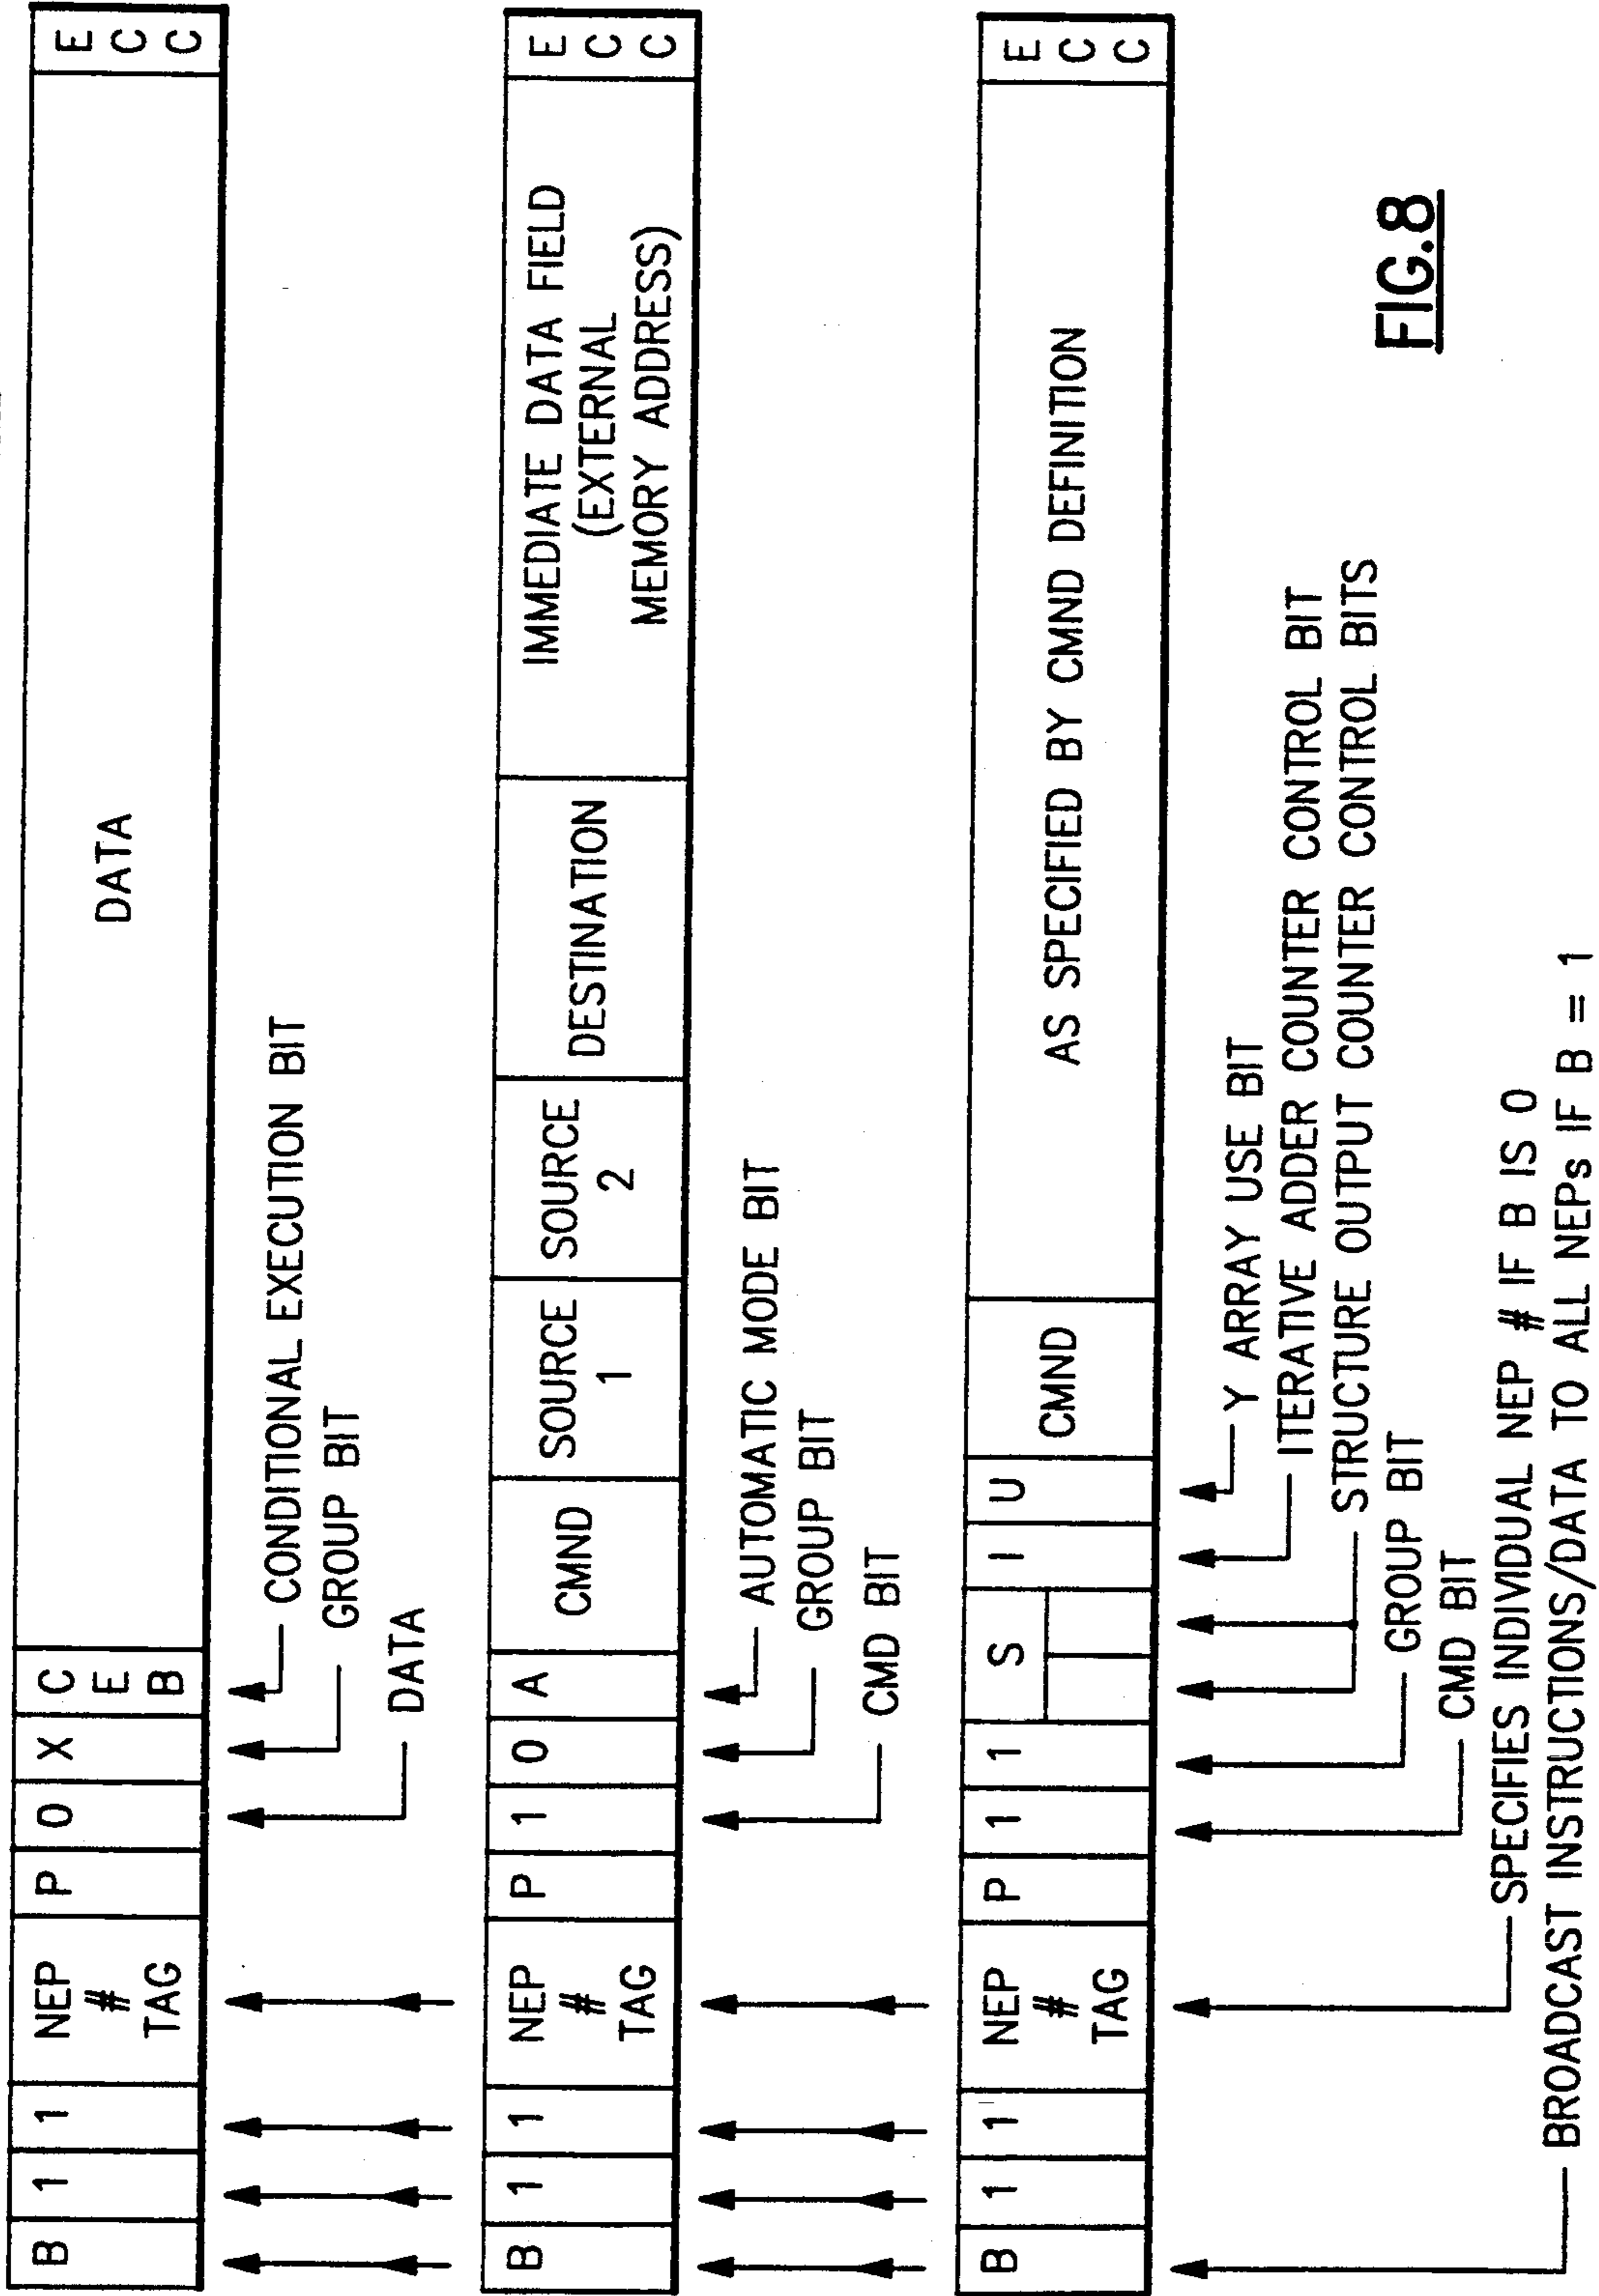 B 1 1 NEP # TAG P 0 X CEB DATA ECC
CONDITIONAL EXECUTION BIT
GROUP BIT
DATA
B 1 1 NEP # TAG P 1 0 A CMND SOURCE 1 SOURCE 2 DESTINATION IMMEDIATE DATA FIELD (EXTERNAL MEMORY ADDRESS) ECC
AUTOMATIC MODE BIT
GROUP BIT
CMD BIT
B 1 1 NEP # TAG P 1 1 S I U CMND AS SPECIFIED BY CMND DEFINITION ECC
Y ARRAY USE BIT
ITERATIVE ADDER COUNTER CONTROL BIT
STRUCTURE OUTPUT COUNTER CONTROL BITS
GROUP BIT
CMD BIT
SPECIFIES INDIVIDUAL NEP # IF B IS 0
BROADCAST INSTRUCTIONS/DATA TO ALL NEPs IF B = 1
FIG.8